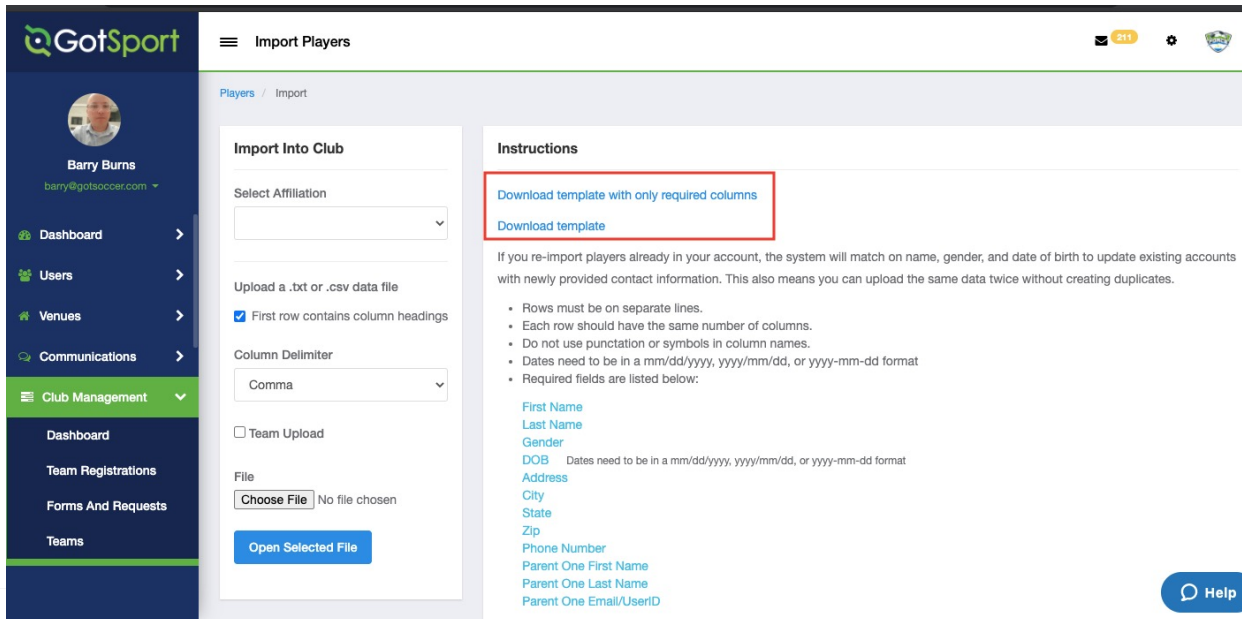 GotSport
Import Players
211
Players / Import
Barry Burns
barry@gotsoccer.com
Dashboard
Users
Venues
Communications
Club Management
Dashboard
Team Registrations
Forms And Requests
Teams
Import Into Club
Select Affiliation
Upload a .txt or .csv data file
First row contains column headings
Column Delimiter
Comma
Team Upload
File
Choose File No file chosen
Open Selected File
Instructions
Download template with only required columns
Download template
If you re-import players already in your account, the system will match on name, gender, and date of birth to update existing accounts
with newly provided contact information. This also means you can upload the same data twice without creating duplicates.
• Rows must be on separate lines.
• Each row should have the same number of columns.
• Do not use punctation or symbols in column names.
• Dates need to be in a mm/dd/yyyy, yyyy/mm/dd, or yyyy-mm-dd format
• Required fields are listed below:
First Name
Last Name
Gender
DOB Dates need to be in a mm/dd/yyyy, yyyy/mm/dd, or yyyy-mm-dd format
Address
City
State
Zip
Phone Number
Parent One First Name
Parent One Last Name
Parent One Email/UserID
Help